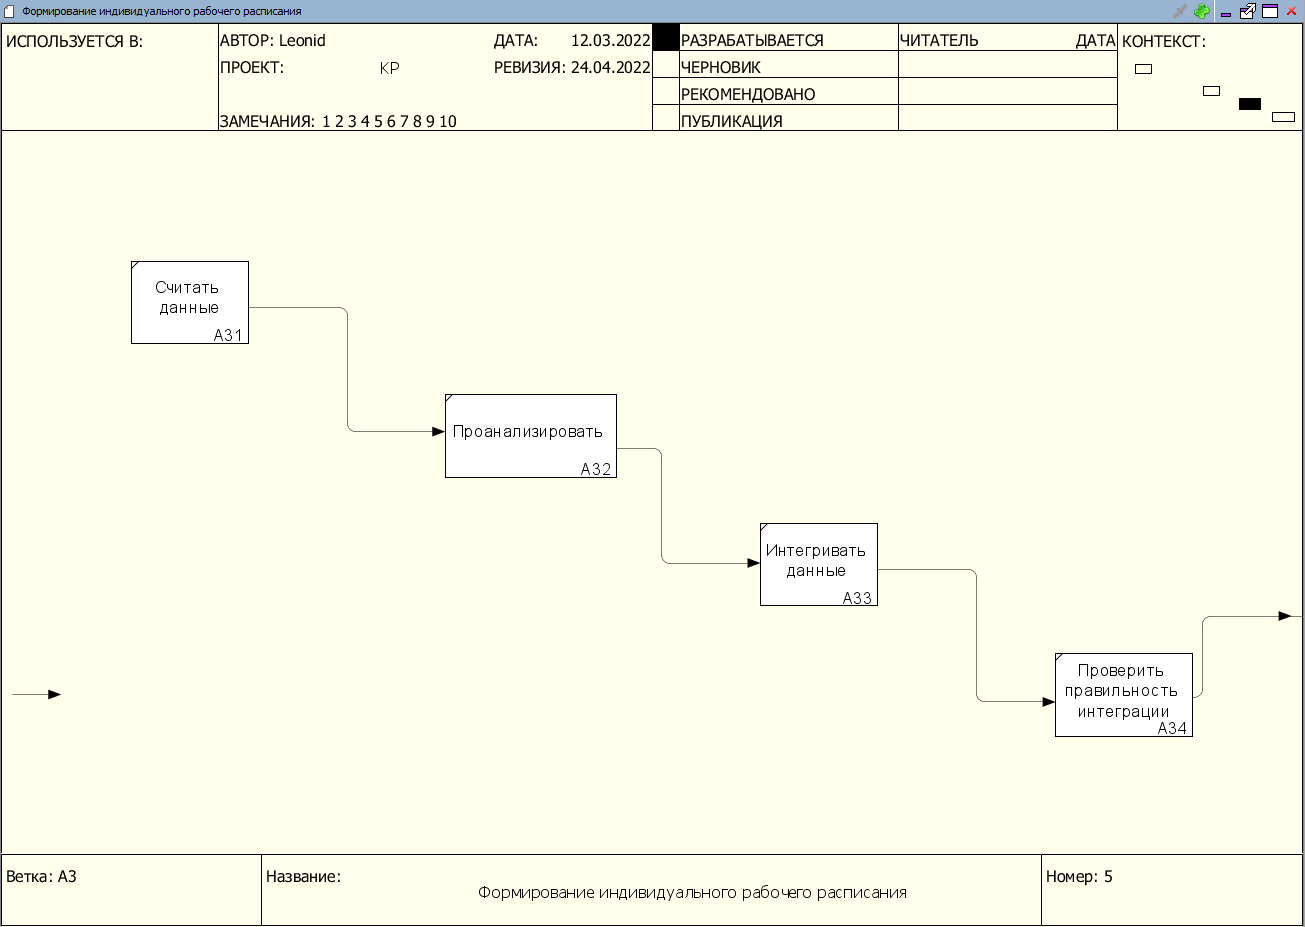 Формирование индивидуального рабочего расписания
ИСПОЛЬЗУЕТСЯ В:
АВТОР: Leonid
ДАТА: 12.03.2022
ПРОЕКТ: КР
РЕВИЗИЯ: 24.04.2022
ЗАМЕЧАНИЯ: 1 2 3 4 5 6 7 8 9 10
РАЗРАБАТЫВАЕТСЯ
ЧЕРНОВИК
РЕКОМЕНДОВАНО
ПУБЛИКАЦИЯ
ЧИТАТЕЛЬ ДАТА
КОНТЕКСТ:
Считать
данные
A31
Проанализировать
A32
Интегривать
данные
A33
Проверить
правильность
интеграции
A34
Ветка: A3
Название:
Формирование индивидуального рабочего расписания
Номер: 5